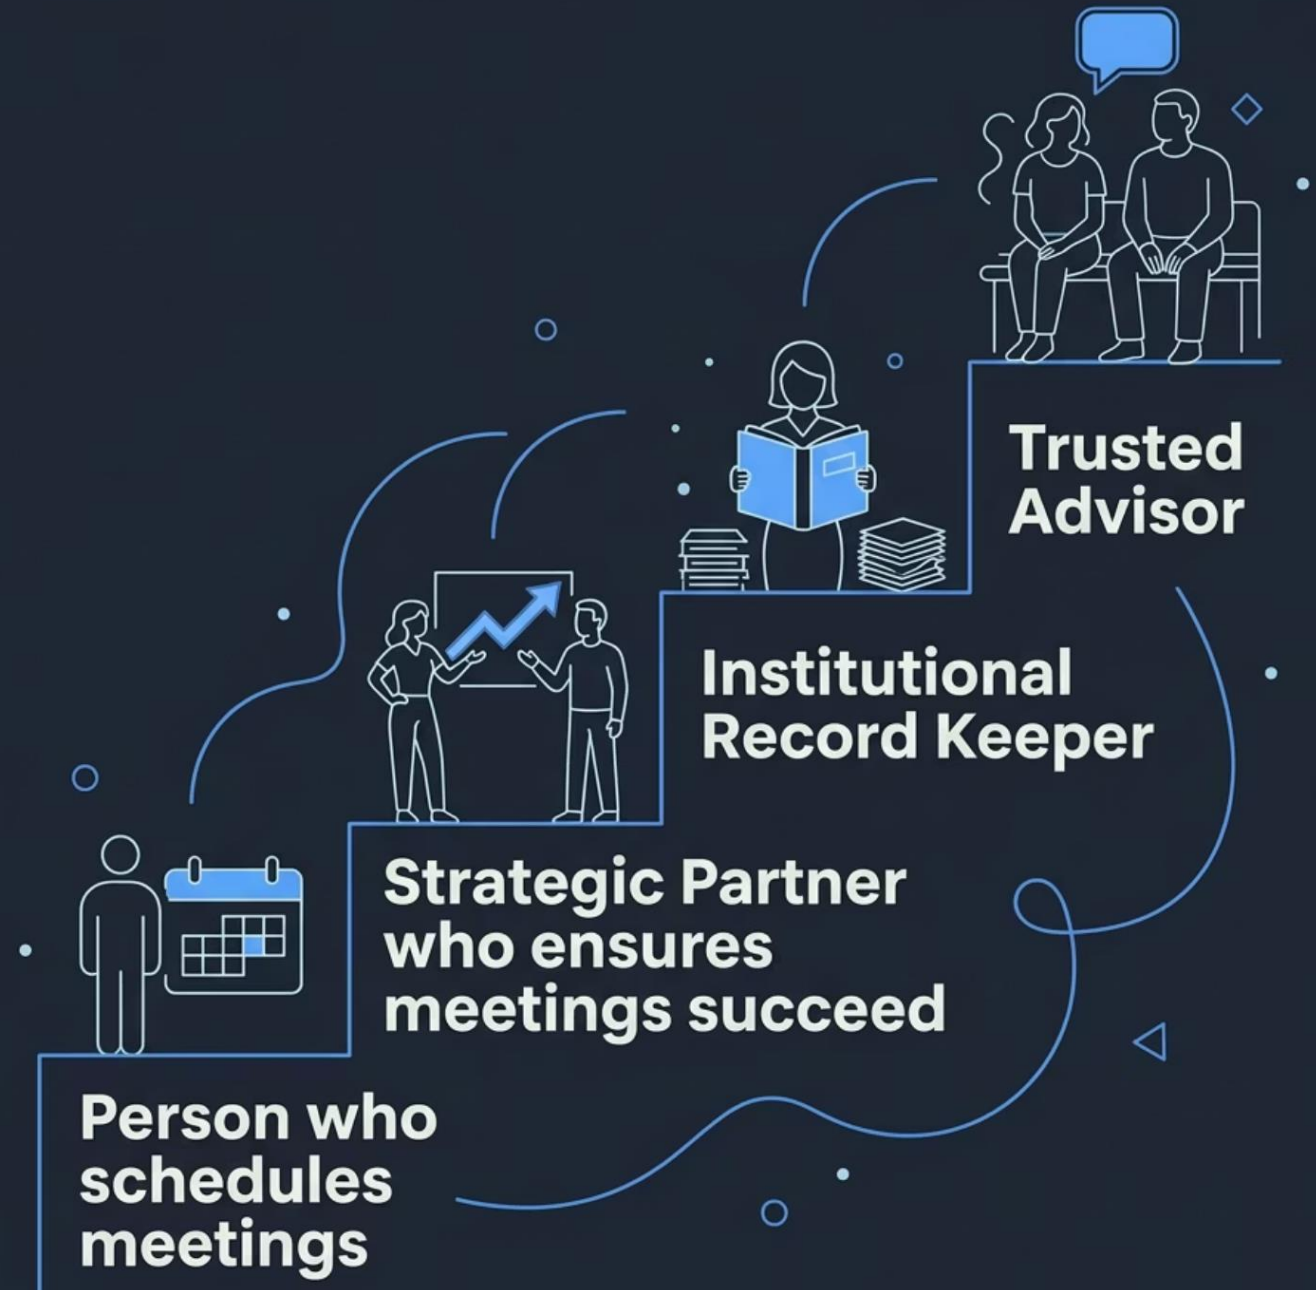 Trusted
Advisor
Institutional
Record Keeper
Strategic Partner
who ensures
meetings succeed
Person who
schedules
meetings